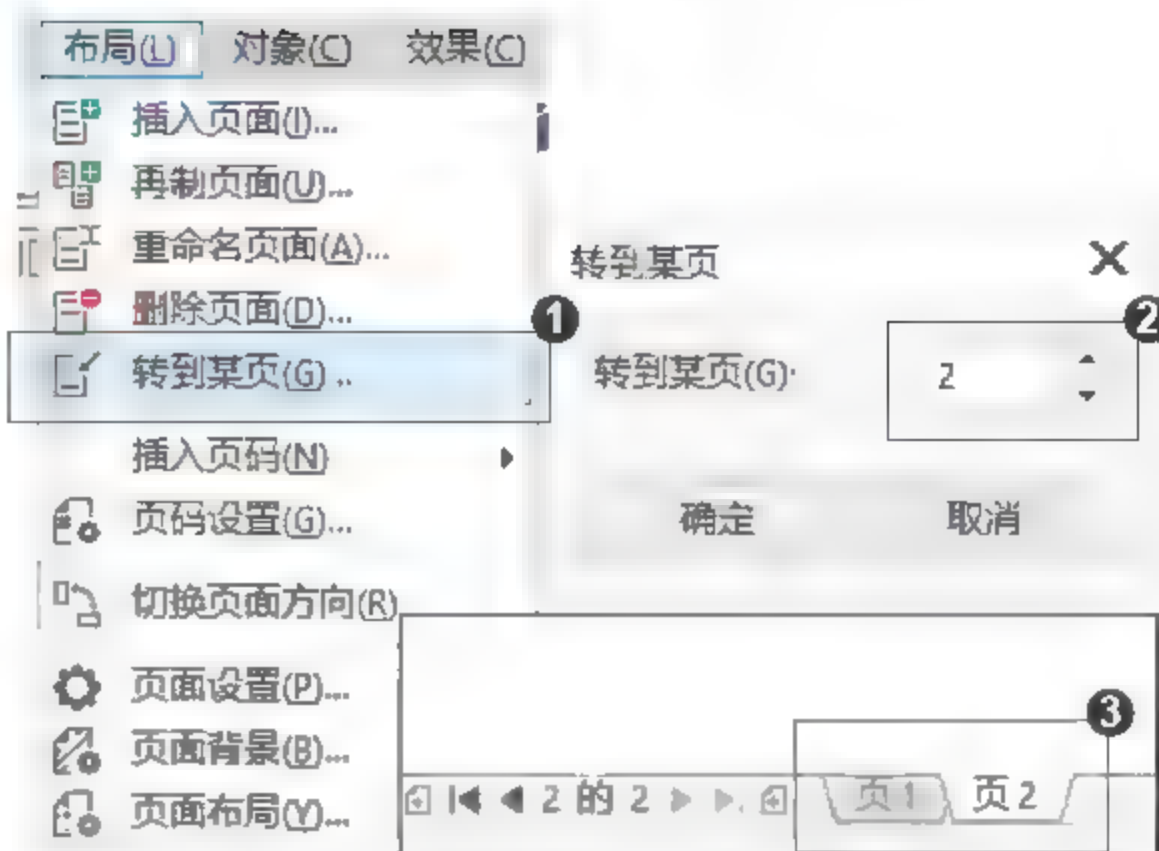 布局(L) 对象(C) 效果(C)
插入页面(I)...
再制页面(U)...
重命名页面(A)...
删除页面(D)...
1
转到某页(G)...
插入页码(N)
页码设置(G)...
切换页面方向(R)
页面设置(P)...
页面背景(B)...
页面布局(Y)...
转到某页
2
转到某页(G): 2
确定 取消
3
2 的 2 页 1 页 2